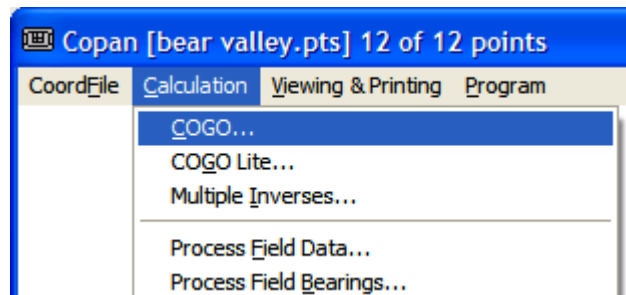 Copan [bear valley.pts] 12 of 12 points
CoordFile Calculation Viewing & Printing Program
COGO...
COGO Lite...
Multiple Inverses...
Process Field Data...
Process Field Bearings...